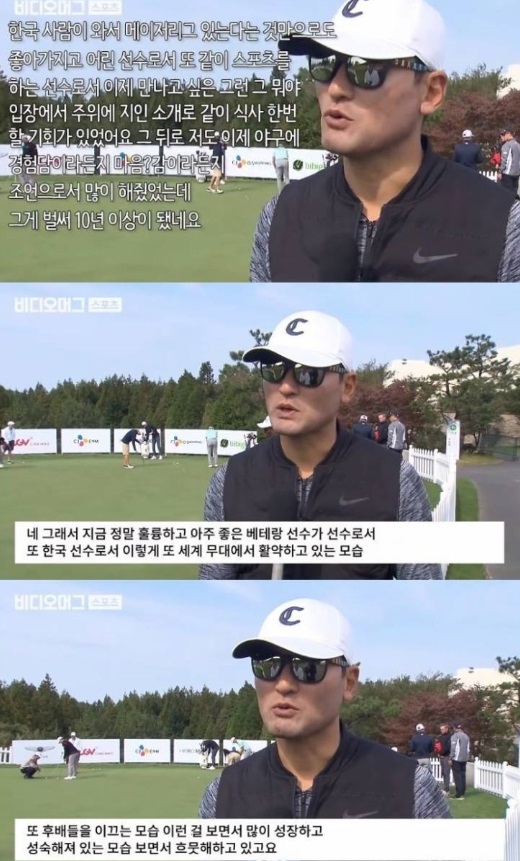 비디오머그
한국 사람이 와서 메이저리그 있는다는 것만으로도
좋아가지고 어린 선수로서 또 같이 스포츠를
하는 선수로서 이제 만나고 싶은 그런 그 뭐야
입장에서 주위에 지인 소개로 같이 식사 한번
할 기회가 있었어요 그 뒤로 저도 이제 야구에
경험담이라든지 마음?감이라든지
조언으로서 많이 해줬었는데
그게 벌써 10년 이상이 됐네요
C
비디오머그 스포츠
C
CGV
CJ
네 그래서 지금 정말 훌륭하고 아주 좋은 베테랑 선수가 선수로서
또 한국 선수로서 이렇게 또 세계 무대에서 활약하고 있는 모습
비디오머그 스포츠
C
CJ
또 후배들을 이끄는 모습 이런 걸 보면서 많이 성장하고
성숙해져 있는 모습 보면서 흐뭇해하고 있고요